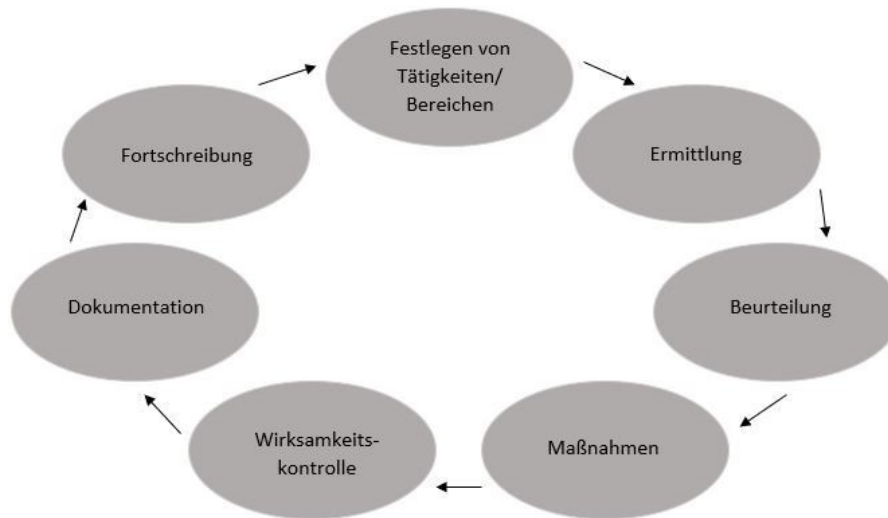 Festlegen von
Tätigkeiten/
Bereichen
Ermittlung
Beurteilung
Maßnahmen
Wirksamkeits-
kontrolle
Dokumentation
Fortschreibung